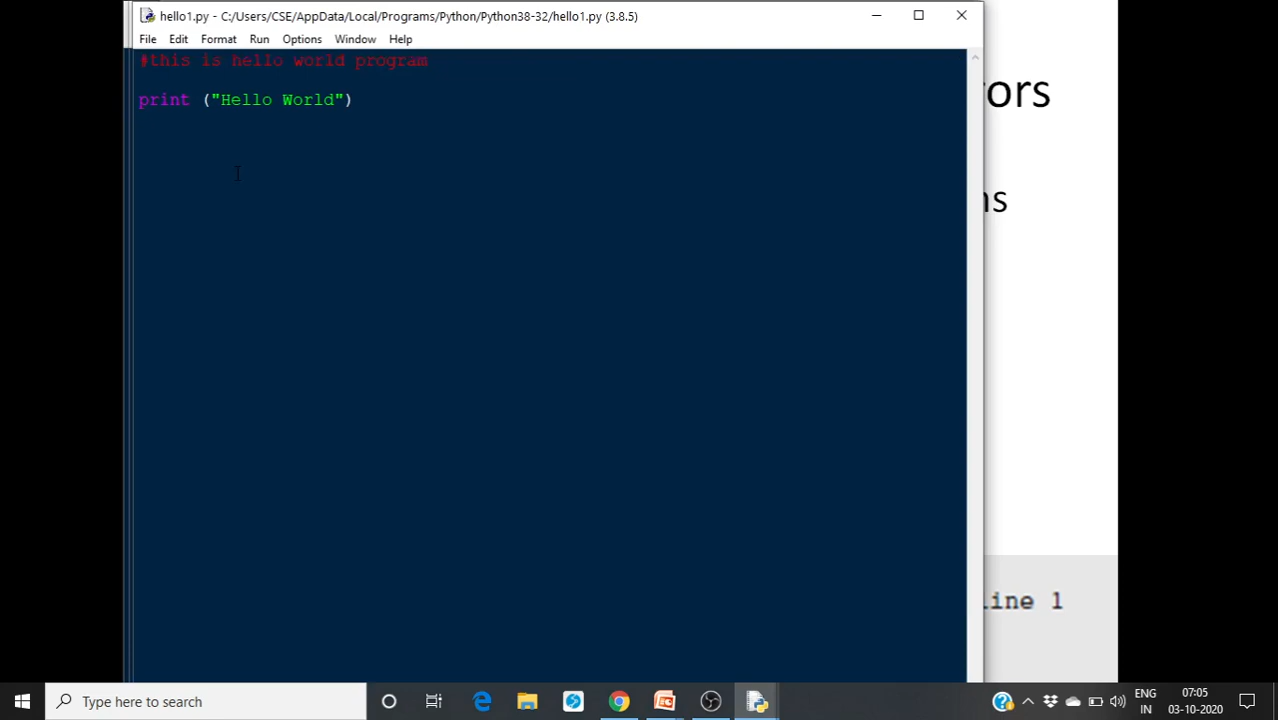 hello1.py - C:/Users/CSE/AppData/Local/Programs/Python/Python38-32/hello1.py (3.8.5)
File Edit Format Run Options Window Help
#this is hello world program
print ("Hello World")
rors
ns
line 1
Type here to search
ENG
IN
07:05
03-10-2020